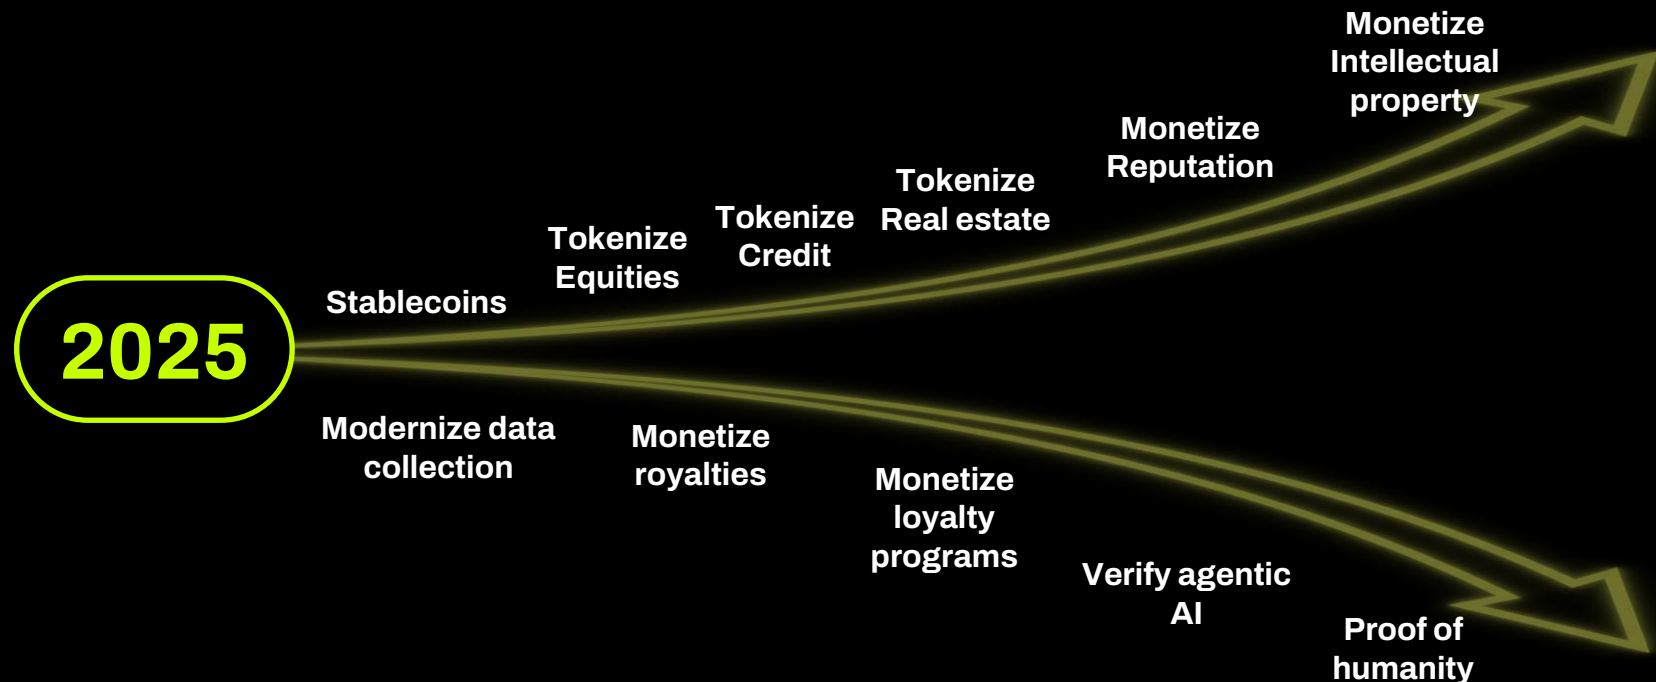 2025
Stablecoins
Tokenize
Equities
Tokenize
Credit
Tokenize
Real estate
Monetize
Reputation
Monetize
Intellectual
property
Modernize data
collection
Monetize
royalties
Monetize
loyalty
programs
Verify agentic
AI
Proof of
humanity